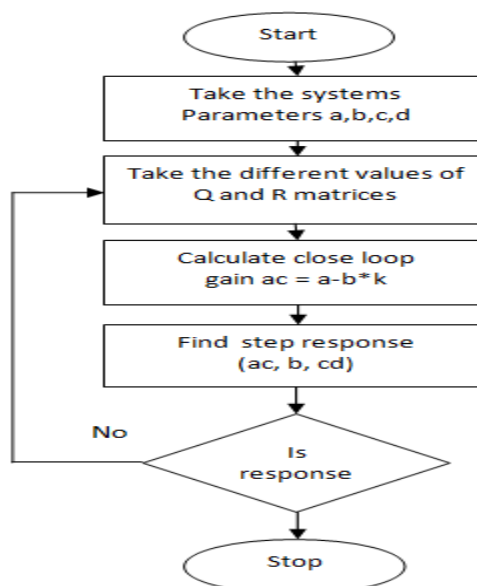 Start
Take the systems
Parameters a,b,c,d
Take the different values of
Q and R matrices
Calculate close loop
gain ac = a-b*k
Find step response
(ac, b, cd)
No
Is
response
Stop